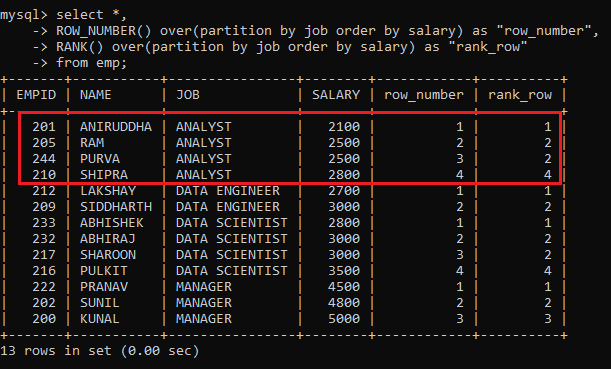 mysql> select *,
    -> ROW_NUMBER() over(partition by job order by salary) as "row_number",
    -> RANK() over(partition by job order by salary) as "rank_row"
    -> from emp;
+-------+-----------+----------------+--------+------------+----------+
| EMPID | NAME      | JOB            | SALARY | row_number | rank_row |
+-------+-----------+----------------+--------+------------+----------+
|   201 | ANIRUDDHA | ANALYST        |   2100 |          1 |        1 |
|   205 | RAM       | ANALYST        |   2500 |          2 |        2 |
|   244 | PURVA     | ANALYST        |   2500 |          3 |        2 |
|   210 | SHIPRA    | ANALYST        |   2800 |          4 |        4 |
|   212 | LAKSHAY   | DATA ENGINEER  |   2700 |          1 |        1 |
|   209 | SIDDHARTH | DATA ENGINEER  |   3000 |          2 |        2 |
|   233 | ABHISHEK  | DATA SCIENTIST |   2800 |          1 |        1 |
|   232 | ABHIRAJ   | DATA SCIENTIST |   3000 |          2 |        2 |
|   217 | SHAROON   | DATA SCIENTIST |   3000 |          3 |        2 |
|   216 | PULKIT    | DATA SCIENTIST |   3500 |          4 |        4 |
|   222 | PRANAV    | MANAGER        |   4500 |          1 |        1 |
|   202 | SUNIL     | MANAGER        |   4800 |          2 |        2 |
|   200 | KUNAL     | MANAGER        |   5000 |          3 |        3 |
+-------+-----------+----------------+--------+------------+----------+
13 rows in set (0.00 sec)